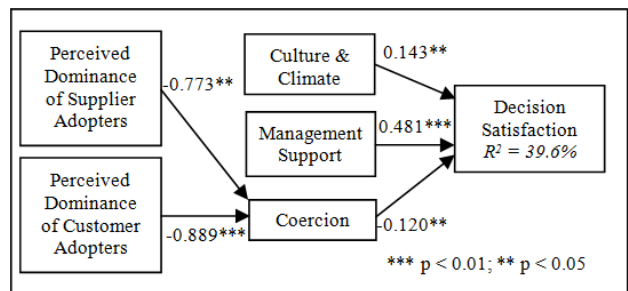 Perceived
Dominance
of Supplier
Adopters
-0.773**
Culture &
Climate
0.143**
Management
Support
0.481***
Decision
Satisfaction
R² = 39.6%
Perceived
Dominance
of Customer
Adopters
-0.889***
Coercion
-0.120**
*** p < 0.01; ** p < 0.05